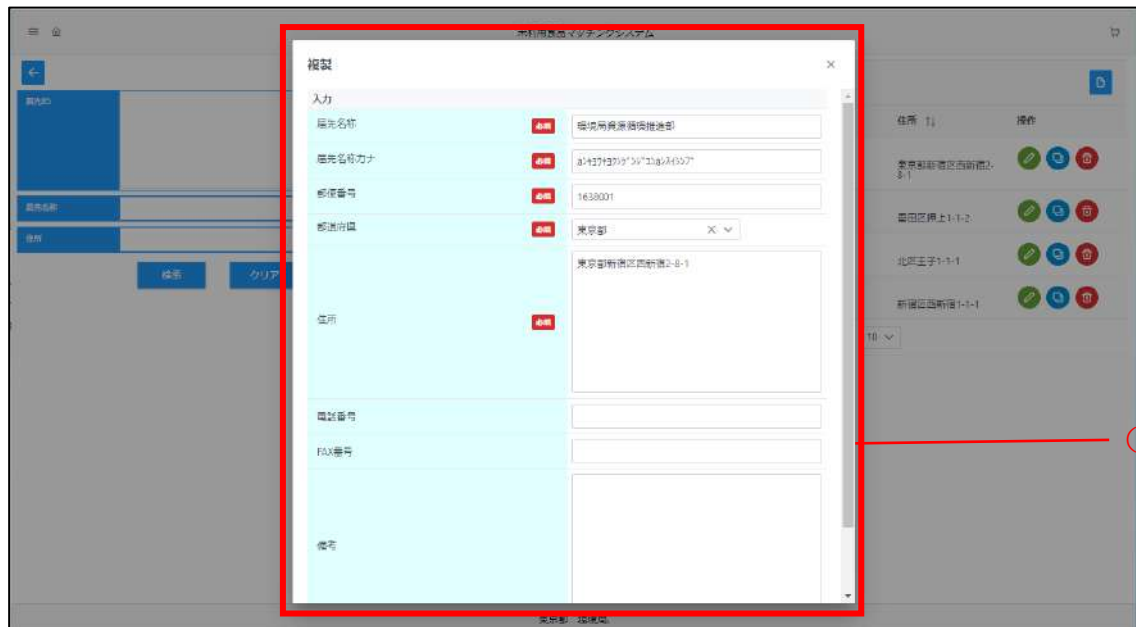 未利用食品マッチングシステム
複製
×
入力
届先名称 必須 環境局資源循環推進部
届先名称カナ 必須
郵便番号 必須 1638001
都道府県 必須 東京都
住所 必須 東京都新宿区西新宿2-8-1
電話番号
FAX番号
備考
届先ID
届先名称
住所
検索 クリア
住所 操作
東京都新宿区西新宿2-
8-1
墨田区押上1-1-2
北区王子1-1-1
新宿区西新宿1-1-1
10
東京都 環境局